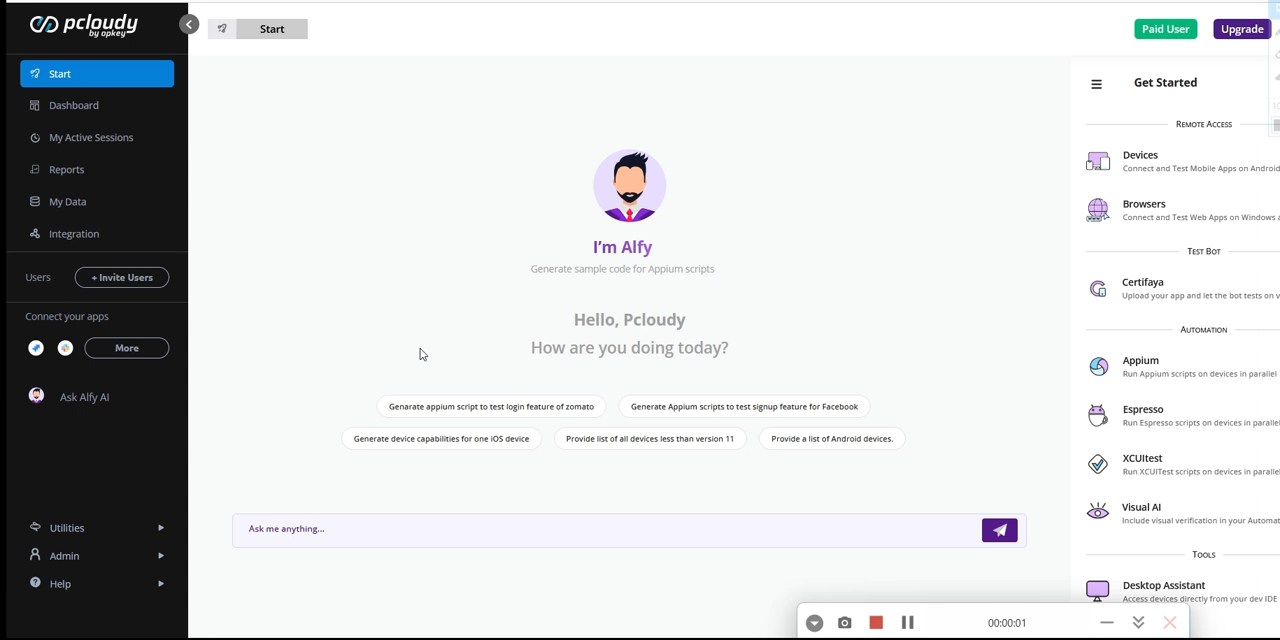 pcloudy
by opkey
Start
Dashboard
My Active Sessions
Reports
My Data
Integration
Users
+ Invite Users
Connect your apps
More
Ask Alfy AI
Utilities
Admin
Help
Start
Paid User
Upgrade
I'm Alfy
Generate sample code for Appium scripts
Hello, Pcloudy
How are you doing today?
Genarate appium script to test login feature of zomato
Generate Appium scripts to test signup feature for Facebook
Generate device capabilities for one iOS device
Provide list of all devices less than version 11
Provide a list of Android devices.
Ask me anything...
Get Started
REMOTE ACCESS
Devices
Connect and Test Mobile Apps on Android
Browsers
Connect and Test Web Apps on Windows a
TEST BOT
Certifaya
Upload your app and let the bot tests on v
AUTOMATION
Appium
Run Appium scripts on devices in parallel
Espresso
Run Espresso scripts on devices in parallel
XCUItest
Run XCUITest scripts on devices in parallel
Visual AI
Include visual verification in your Automat
TOOLS
Desktop Assistant
Access devices directly from your dev IDE
00:00:01